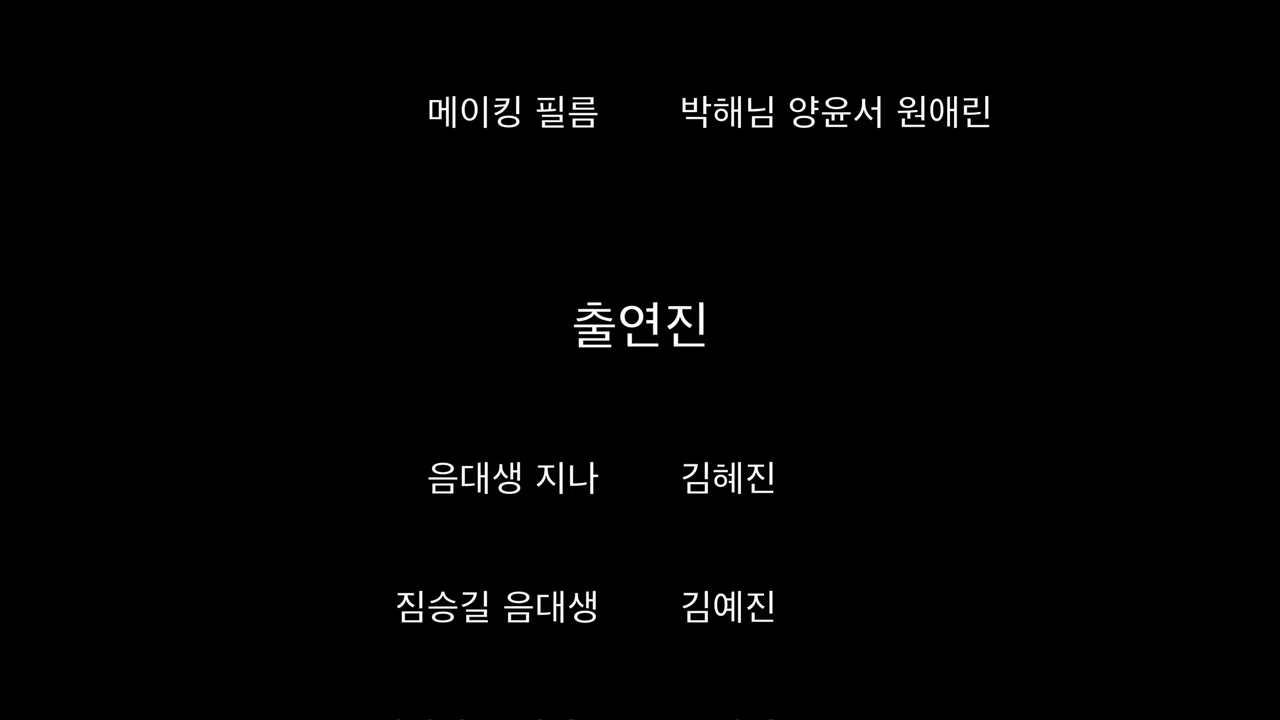 메이킹 필름 박해님 양윤서 원애린
출연진
음대생 지나 김혜진
짐승길 음대생 김예진